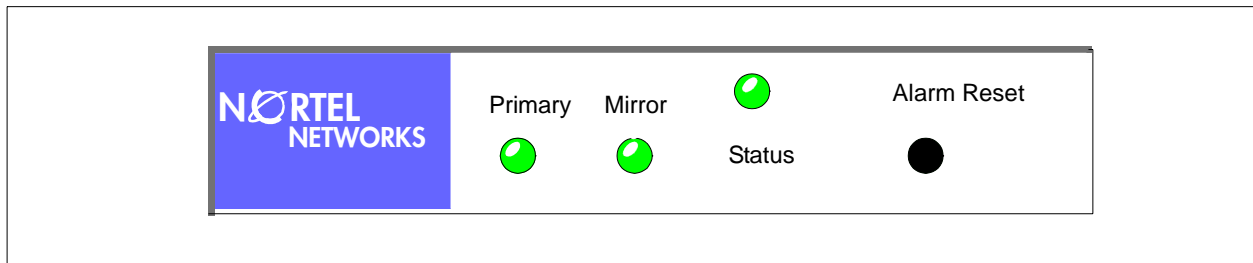 NORTEL
NETWORKS
Primary Mirror
Status
Alarm Reset